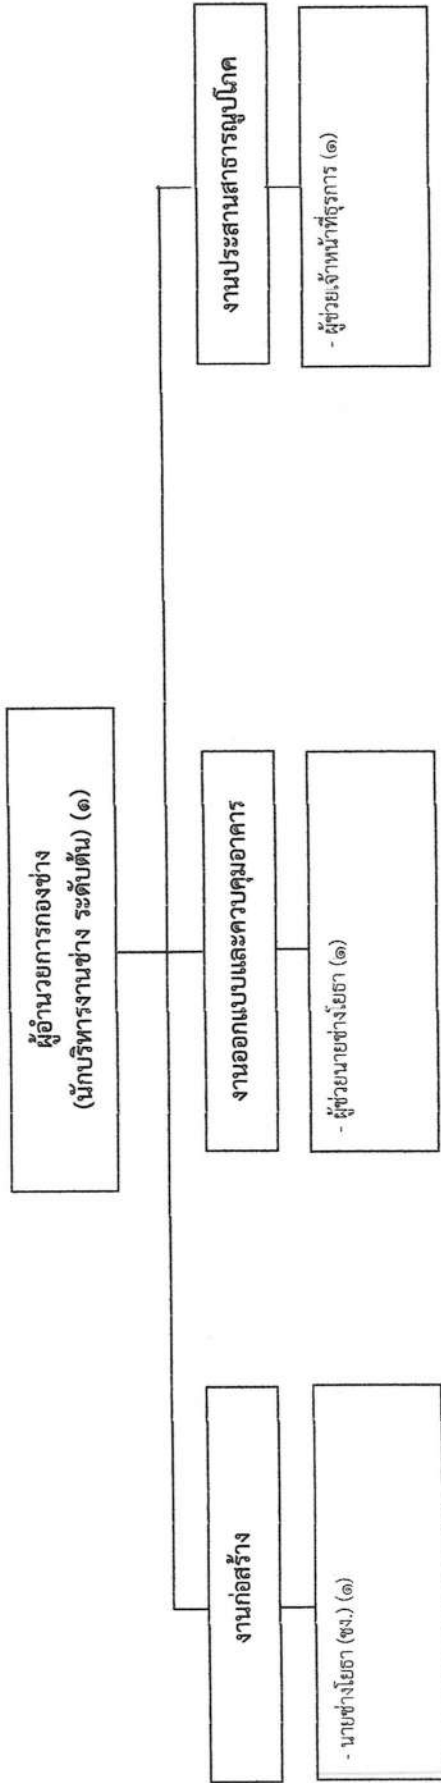 ผู้อำนวยการกองช่าง
(นักบริหารงานช่าง ระดับต้น) (๑)
งานก่อสร้าง
- นายช่างโยธา (ชง.) (๑)
งานออกแบบและควบคุมอาคาร
- ผู้ช่วยนายช่างโยธา (๑)
งานประสานสาธารณูปโภค
- ผู้ช่วยเจ้าหน้าที่ธุรการ (๑)